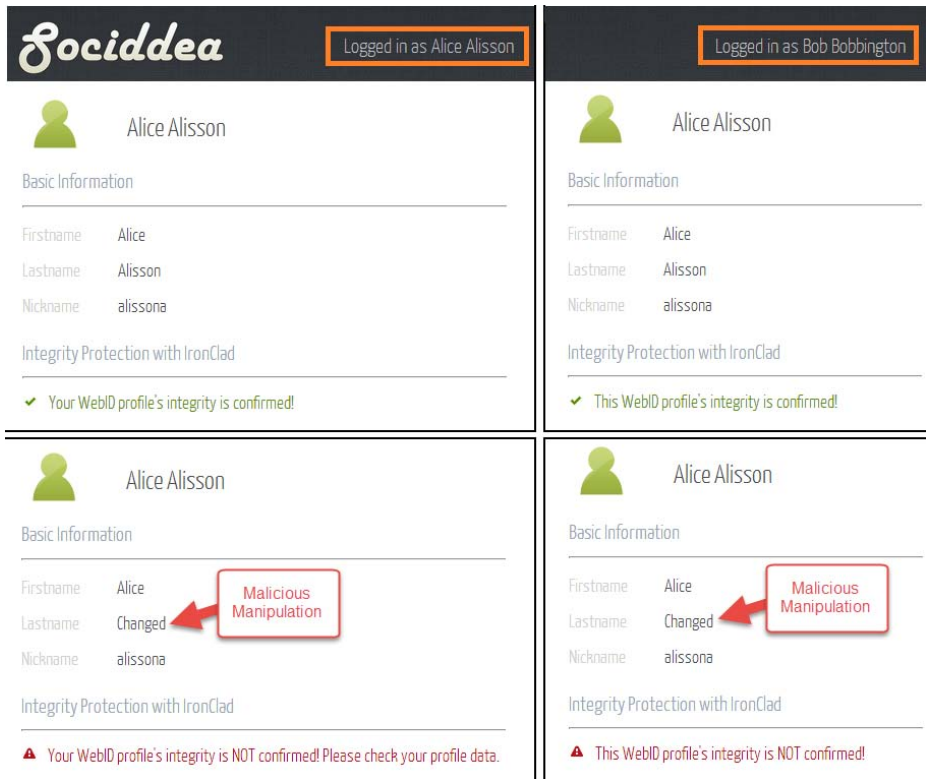 Sociddea
Logged in as Alice Alisson
Alice Alisson
Basic Information
Firstname Alice
Lastname Alisson
Nickname alissona
Integrity Protection with IronClad
Your WebID profile's integrity is confirmed!
Logged in as Bob Bobbington
Alice Alisson
Basic Information
Firstname Alice
Lastname Alisson
Nickname alissona
Integrity Protection with IronClad
This WebID profile's integrity is confirmed!
Alice Alisson
Basic Information
Firstname Alice
Lastname Changed
Nickname alissona
Malicious
Manipulation
Integrity Protection with IronClad
Your WebID profile's integrity is NOT confirmed! Please check your profile data.
Alice Alisson
Basic Information
Firstname Alice
Lastname Changed
Nickname alissona
Malicious
Manipulation
Integrity Protection with IronClad
This WebID profile's integrity is NOT confirmed!